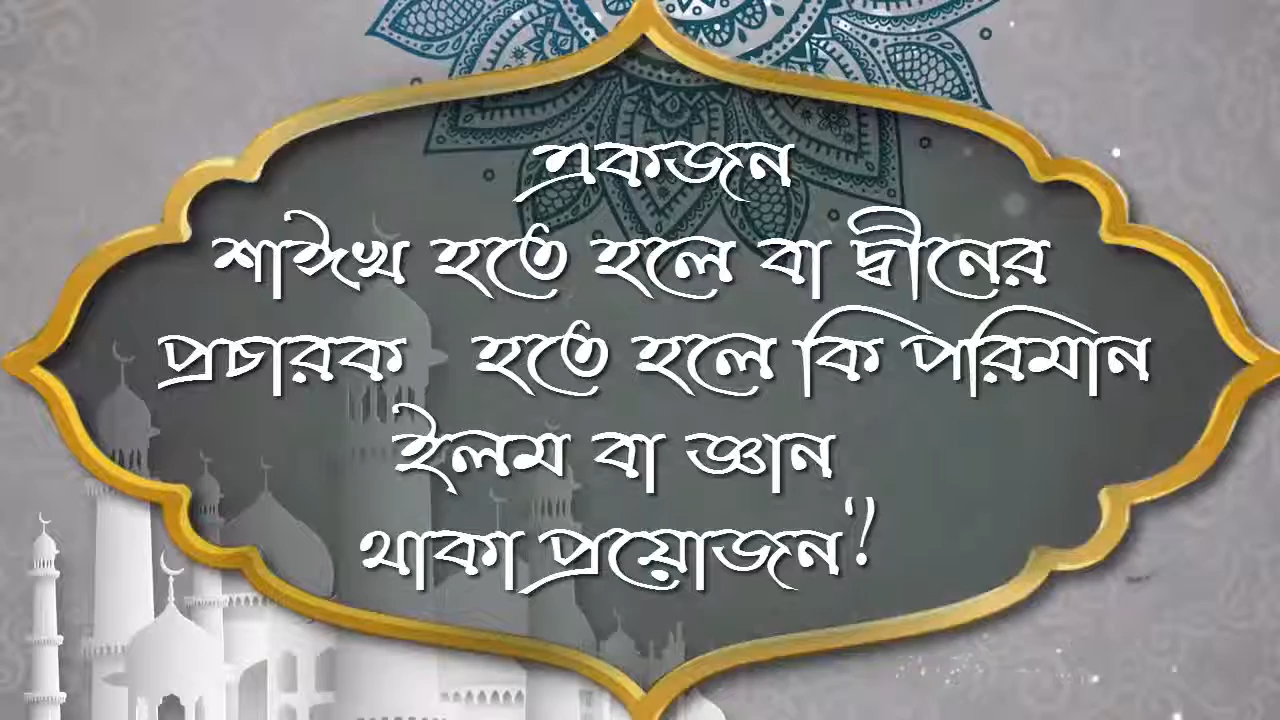 একজন
শাঈখ হতে হলে বা দ্বীনের
প্রচারক হতে হলে কি পরিমান
ইলম বা জ্ঞান
থাকা প্রয়োজন?